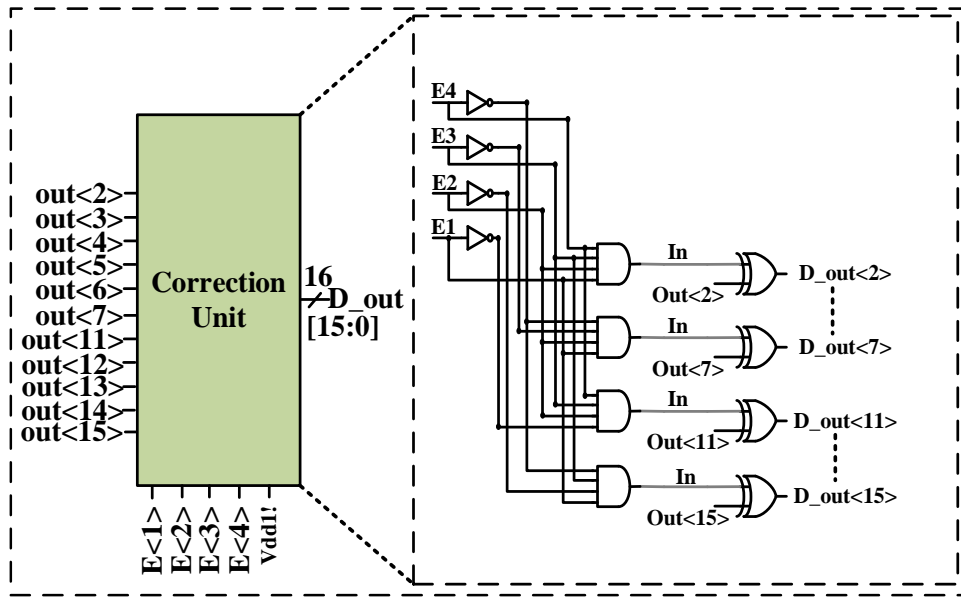 out<2>
out<3>
out<4>
out<5>
out<6>
out<7>
out<11>
out<12>
out<13>
out<14>
out<15>
Correction
Unit
16
D_out
[15:0]
E<1>
E<2>
E<3>
E<4>
Vdd1!
E4
E3
E2
E1
In
Out<2>
D_out<2>
In
Out<7>
D_out<7>
In
Out<11>
D_out<11>
In
Out<15>
D_out<15>